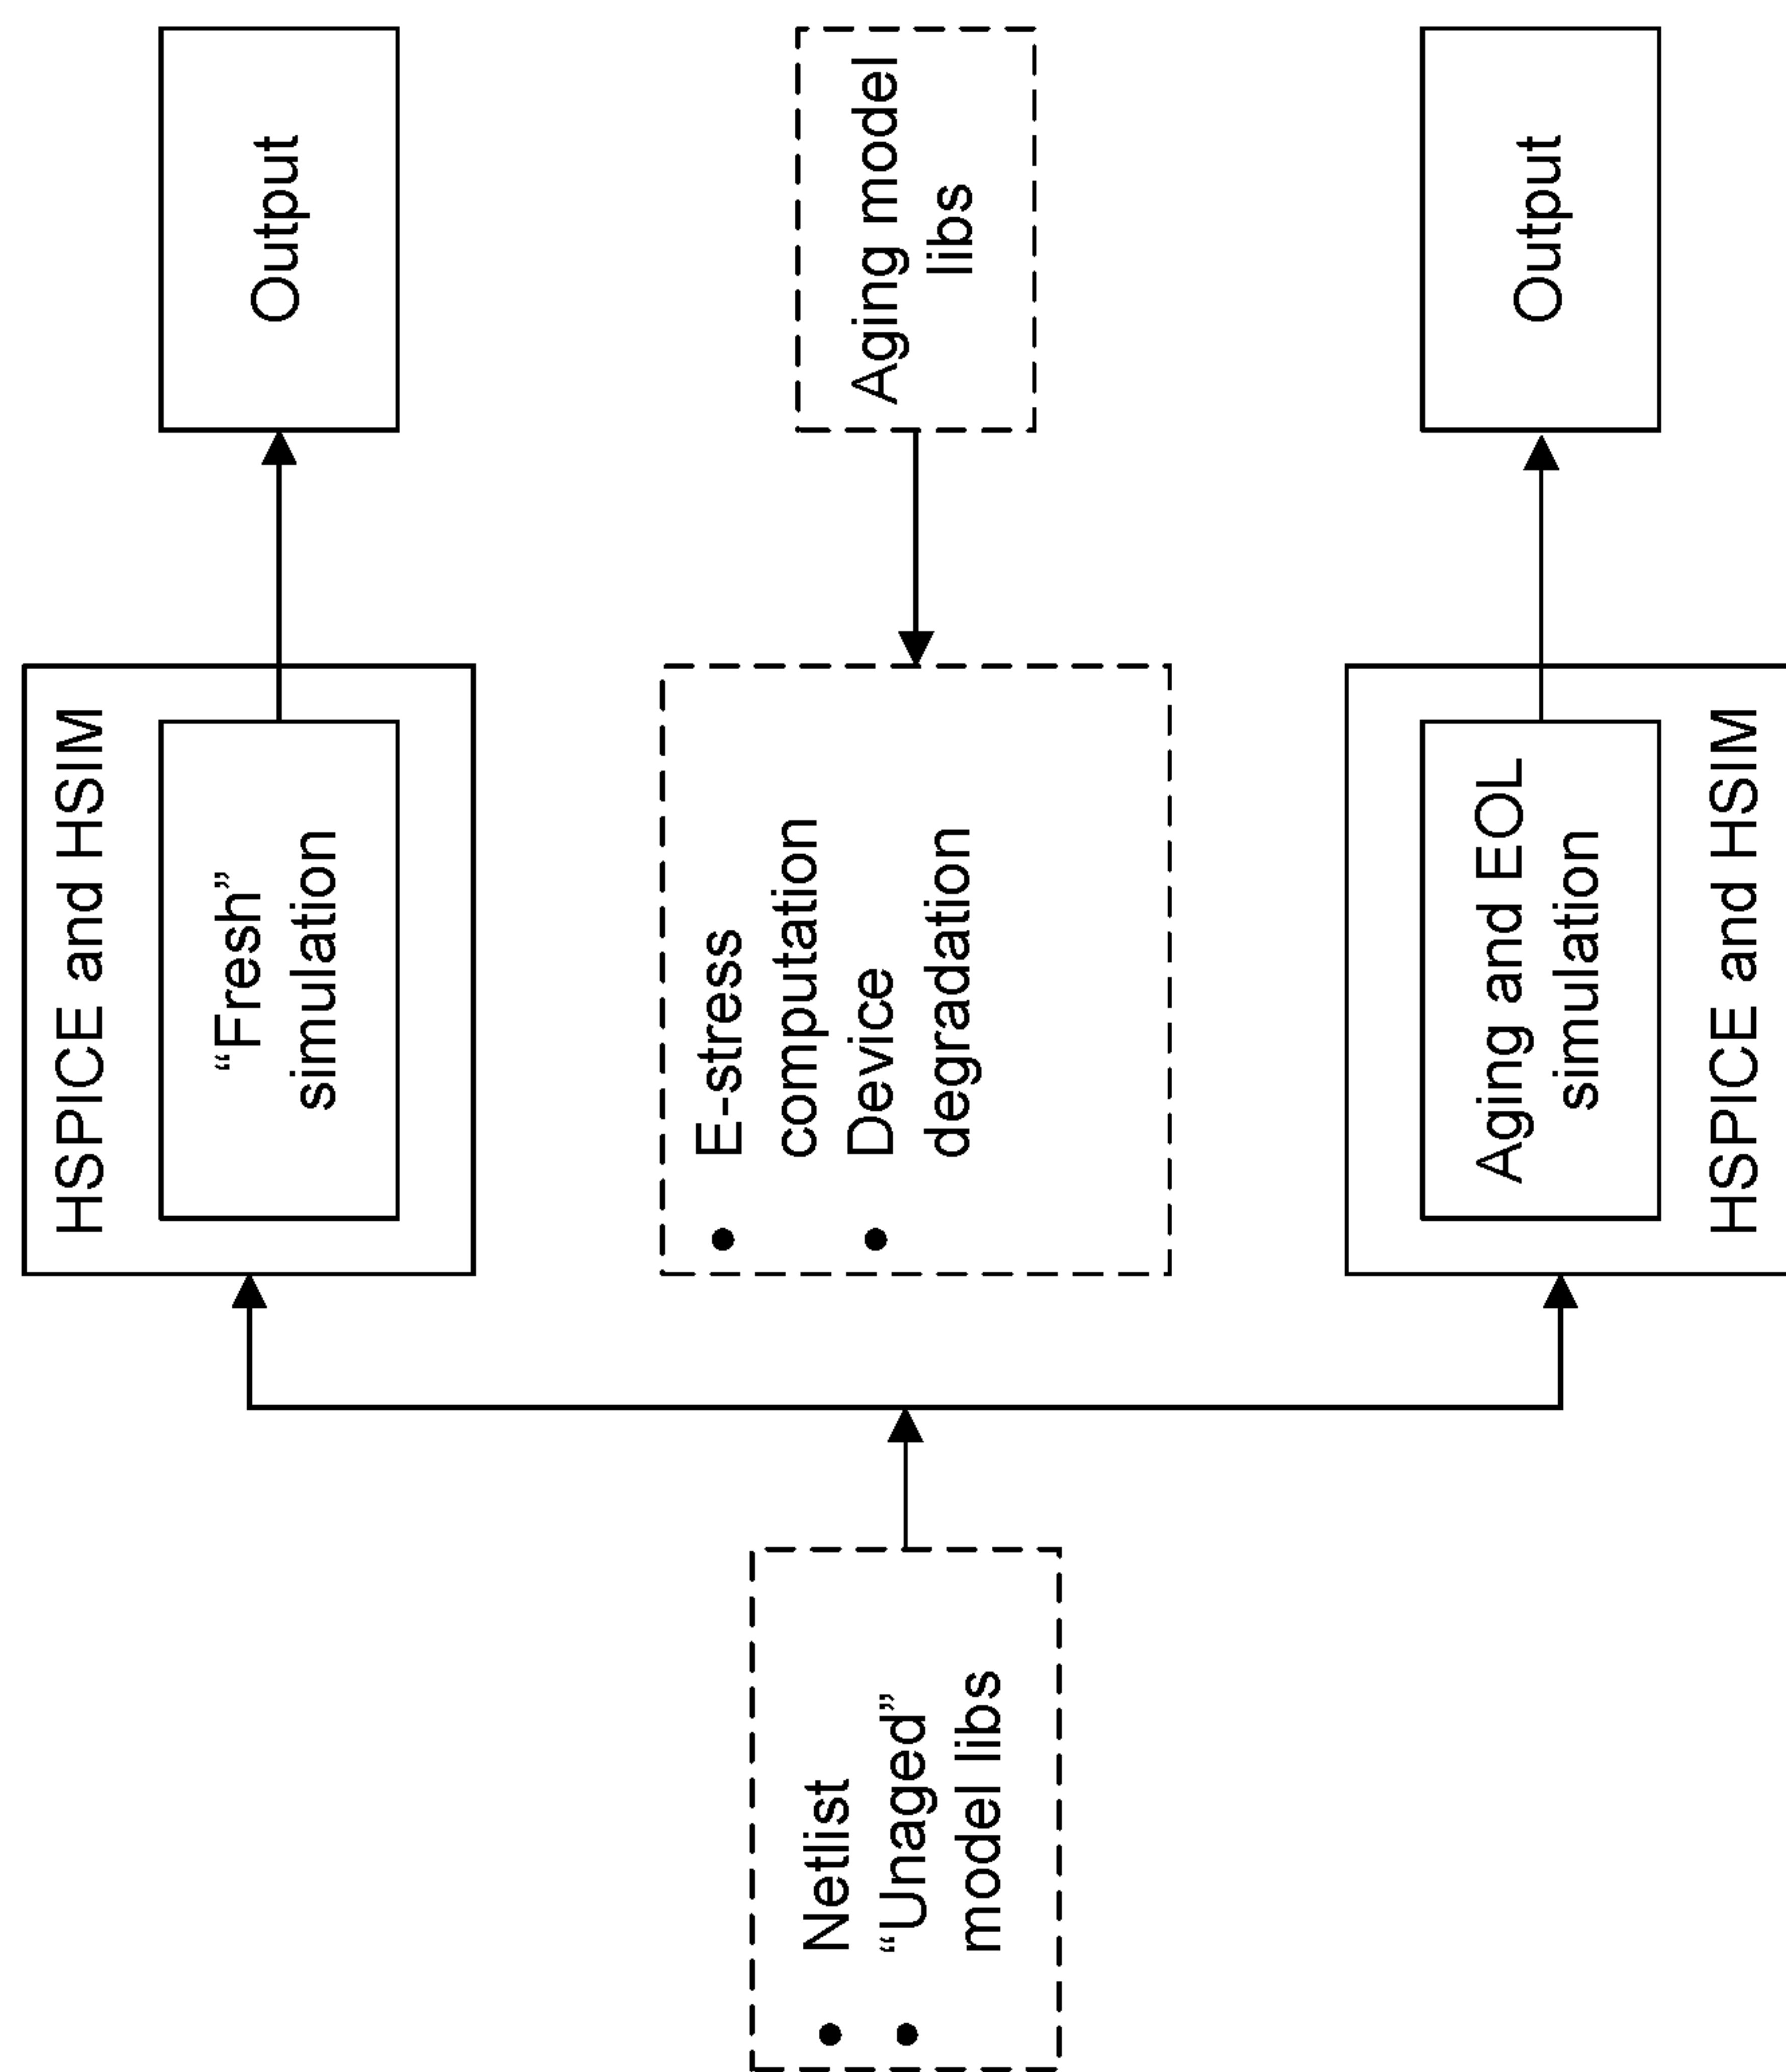 HSPICE and HSIM
“Fresh”
simulation
Output
• Netlist
• “Unaged”
model libs
• E-stress
computation
• Device
degradation
Aging model
libs
Aging and EOL
simulation
HSPICE and HSIM
Output